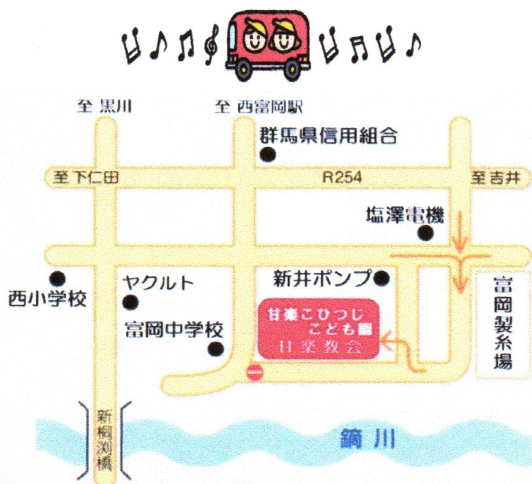 至 黒川
至 西富岡駅
群馬県信用組合
至下仁田
R254
至吉井
塩澤電機
西小学校
ヤクルト
新井ポンプ
富岡中学校
甘楽こひつじ
こども園
甘楽教会
富岡製糸場
新桐渕橋
鏑川